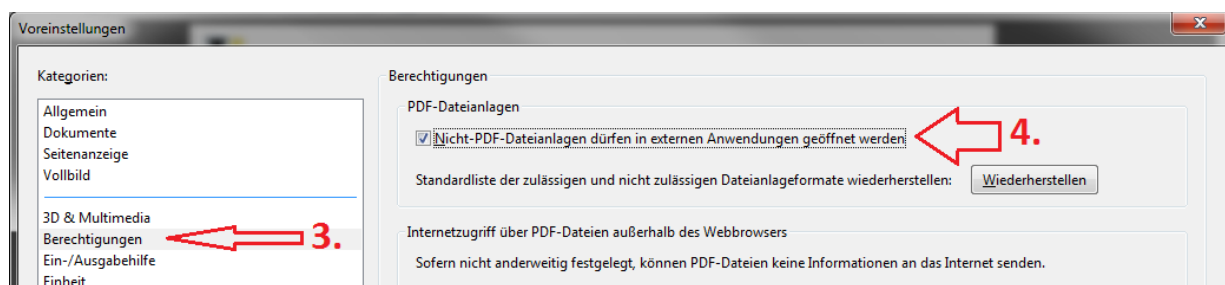 Voreinstellungen
Kategorien:
Allgemein
Dokumente
Seitenanzeige
Vollbild
3D & Multimedia
Berechtigungen
3.
Ein-/Ausgabehilfe
Einheit
Berechtigungen
PDF-Dateianlagen
Nicht-PDF-Dateianlagen dürfen in externen Anwendungen geöffnet werden
4.
Standardliste der zulässigen und nicht zulässigen Dateianlageformate wiederherstellen: Wiederherstellen
Internetzugriff über PDF-Dateien außerhalb des Webbrowsers
Sofern nicht anderweitig festgelegt, können PDF-Dateien keine Informationen an das Internet senden.